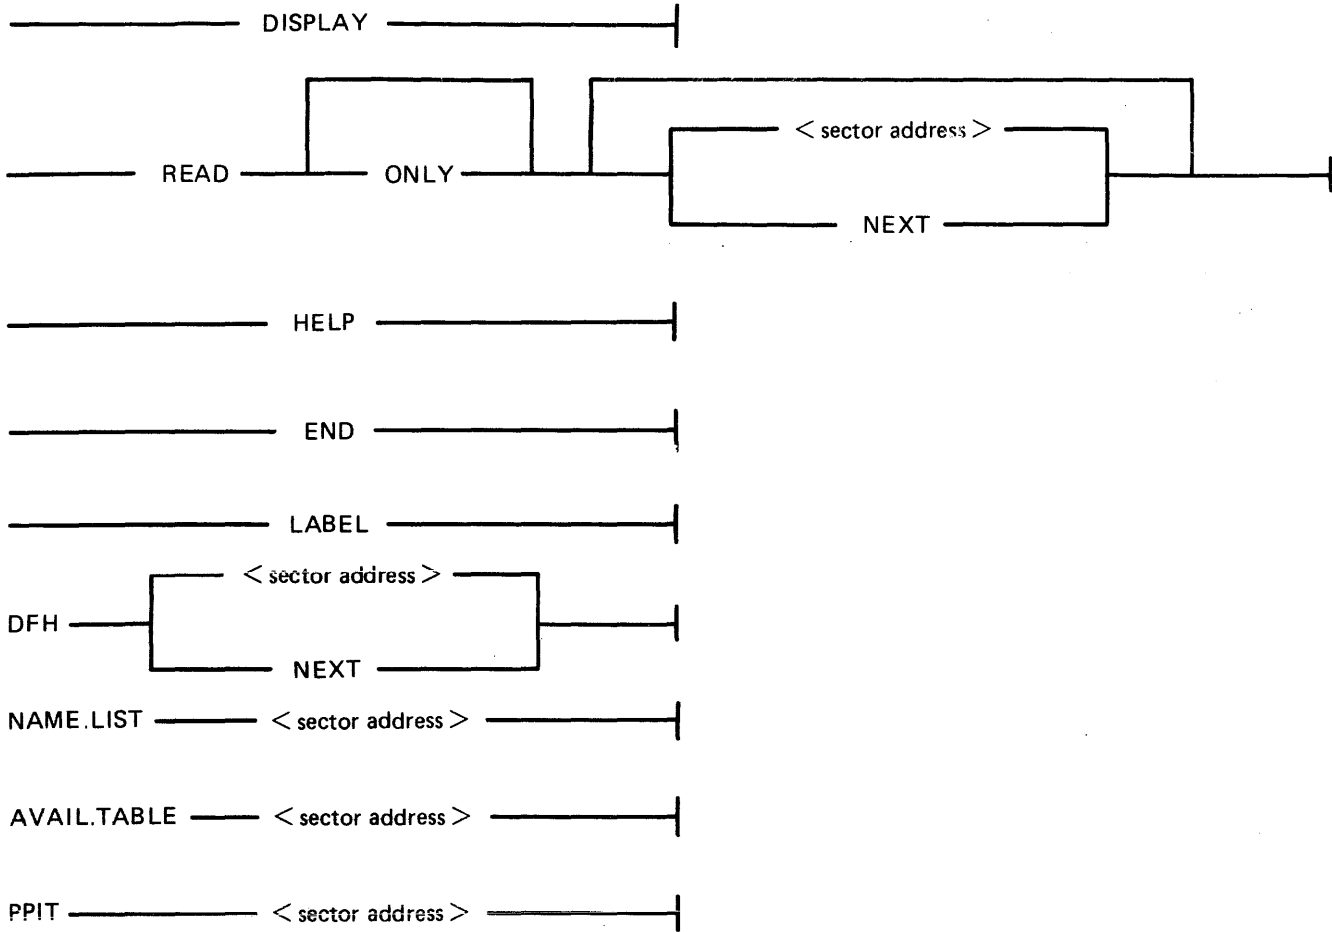 DISPLAY
< sector address >
READ ONLY
NEXT
HELP
END
LABEL
< sector address >
DFH
NEXT
NAME.LIST < sector address >
AVAIL.TABLE < sector address >
PPIT < sector address >